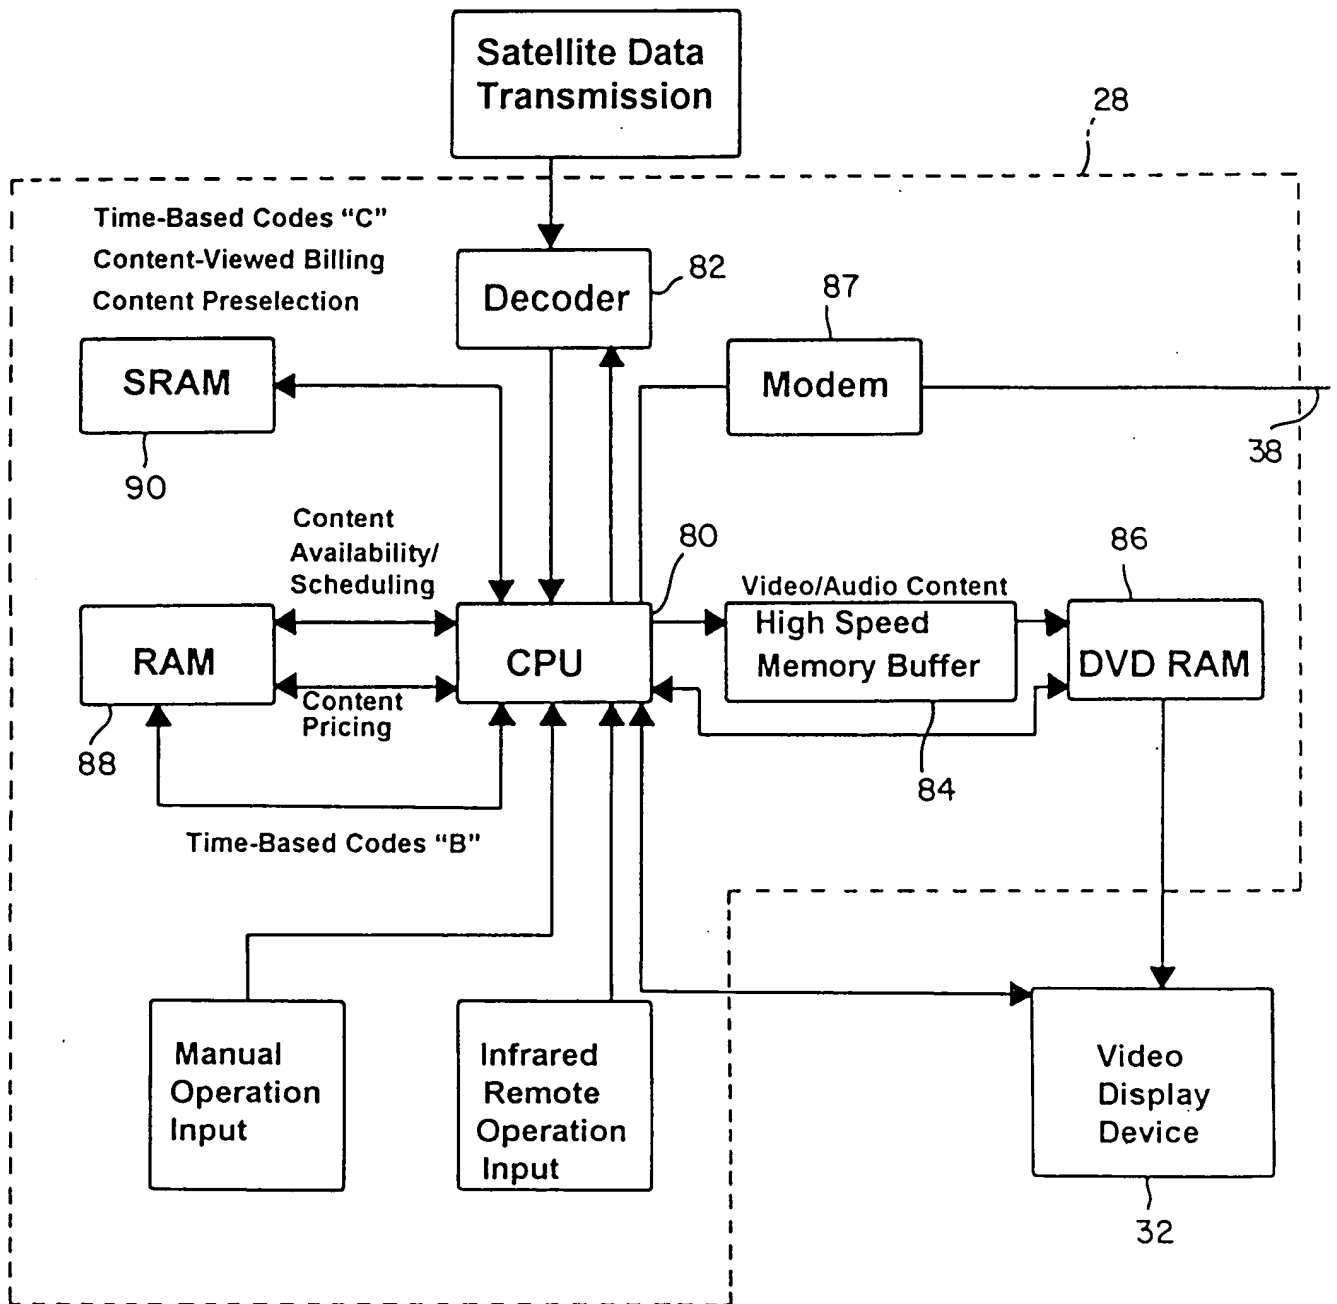 Satellite Data
Transmission
28
Time-Based Codes “C”
Content-Viewed Billing
Content Preselection
Decoder
82
87
SRAM
Modem
90
38
Content
Availability/
Scheduling
80
86
Video/Audio Content
RAM
CPU
High Speed
Memory Buffer
DVD RAM
Content
Pricing
88
84
Time-Based Codes “B”
Manual
Operation
Input
Infrared
Remote
Operation
Input
Video
Display
Device
32